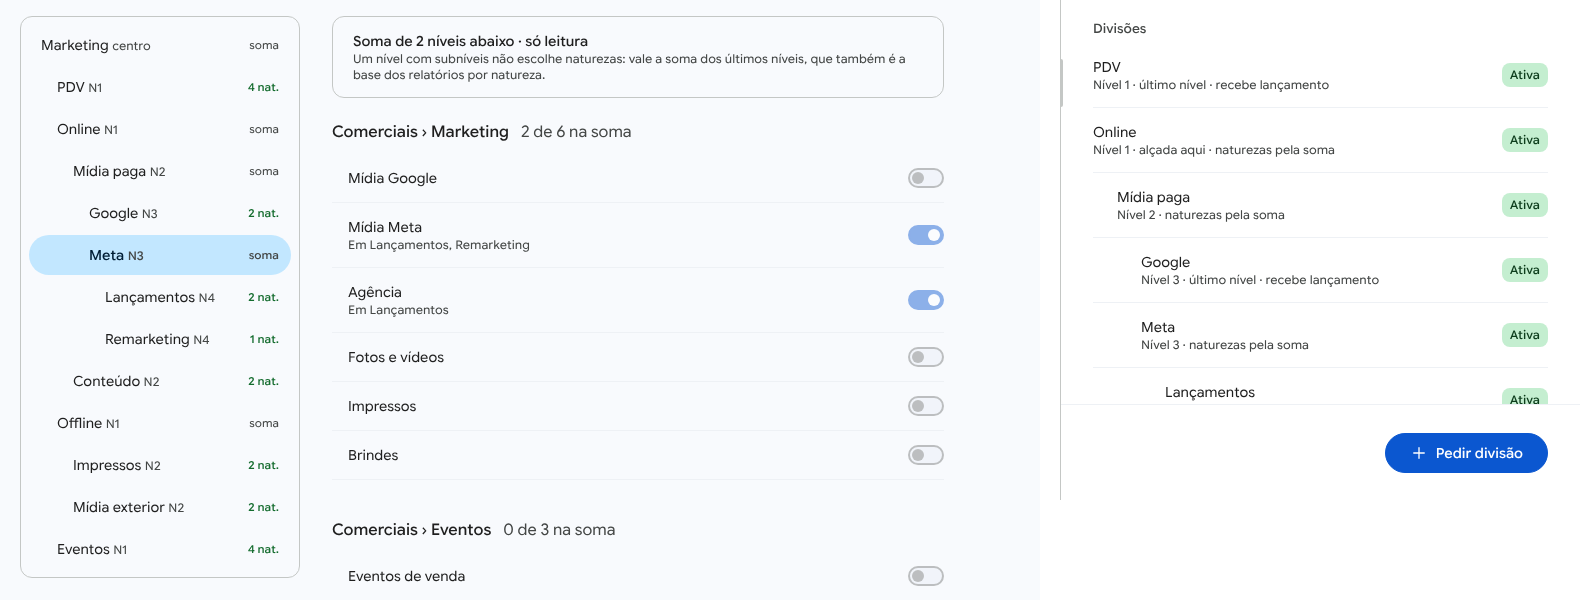 Marketing centro soma
PDV N1 4 nat.
Online N1 soma
Mídia paga N2 soma
Google N3 2 nat.
Meta N3 soma
Lançamentos N4 2 nat.
Remarketing N4 1 nat.
Conteúdo N2 2 nat.
Offline N1 soma
Impressos N2 2 nat.
Mídia exterior N2 2 nat.
Eventos N1 4 nat.
Soma de 2 níveis abaixo · só leitura
Um nível com subníveis não escolhe naturezas: vale a soma dos últimos níveis, que também é a
base dos relatórios por natureza.
Comerciais › Marketing 2 de 6 na soma
Mídia Google
Mídia Meta
Em Lançamentos, Remarketing
Agência
Em Lançamentos
Fotos e vídeos
Impressos
Brindes
Comerciais › Eventos 0 de 3 na soma
Eventos de venda
Divisões
PDV
Nível 1 · último nível · recebe lançamento
Ativa
Online
Nível 1 · alçada aqui · naturezas pela soma
Ativa
Mídia paga
Nível 2 · naturezas pela soma
Ativa
Google
Nível 3 · último nível · recebe lançamento
Ativa
Meta
Nível 3 · naturezas pela soma
Ativa
Lançamentos
Ativa
Pedir divisão